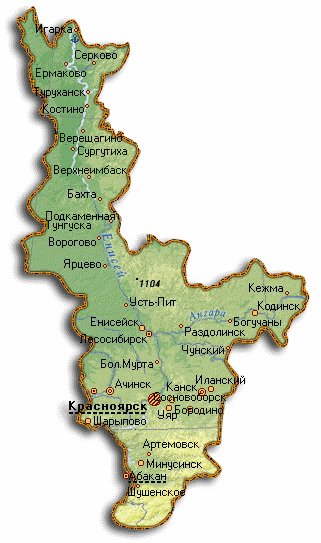 Игарка
Серково
Ермаково
Туруханск
Костино
Верещагино
Сургутиха
Верхнеимбаск
Бахта
Подкаменная
Тунгуска
Ворогово
Енисей
Ярцево
1104
Кежма
Усть-Пит
Ангара
Кодинск
Богучаны
Енисейск
Раздолинск
Лесосибирск
Чунский
Бол.Мурта
Ачинск
Канск
Иланский
Сосновоборск
Красноярск
Бородино
Уяр
Шарыпово
Артемовск
Минусинск
Абакан
Шушенское